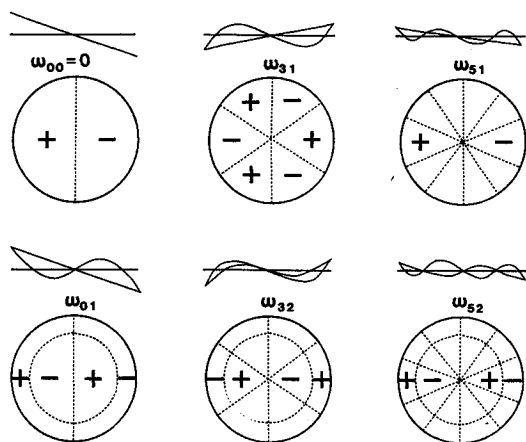 ω00=0 ω31 ω51
+ −
+ −
− +
+ −
+ −
ω01 ω32 ω52
+ − + −
− + − +
+ − + −